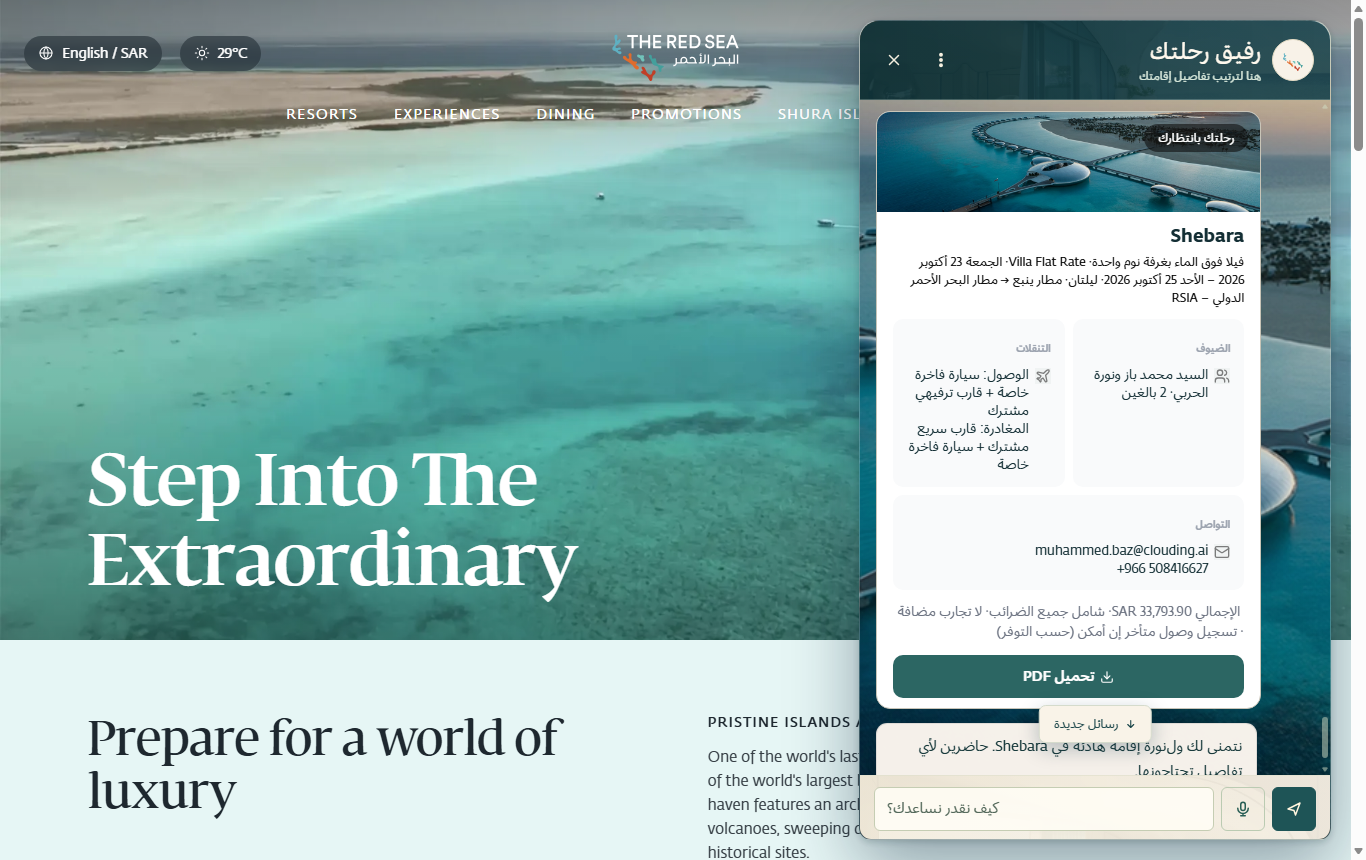 English / SAR
29°C
THE RED SEA
البحر الأحمر
RESORTS
EXPERIENCES
DINING
PROMOTIONS
SHURA ISL
Step Into The
Extraordinary
Prepare for a world of
luxury
PRISTINE ISLANDS
One of the world's las
of the world's largest
haven features an arc
volcanoes, sweeping
historical sites.
رفيق رحلتك
هنا لترتيب تفاصيل إقامتك
رحلتك بانتظارك
Shebara
فيلا فوق الماء بغرفة نوم واحدة· Villa Flat Rate· الجمعة 23 أكتوبر
2026 – الأحد 25 أكتوبر 2026· ليلتان· مطار ينبع → مطار البحر الأحمر
الدولي – RSIA
الضيوف
السيد محمد باز ونورة
الحربي· 2 بالغين
التنقلات
الوصول: سيارة فاخرة
خاصة + قارب ترفيهي
مشترك
المغادرة: قارب سريع
مشترك + سيارة فاخرة
خاصة
التواصل
muhammed.baz@clouding.ai
+966 508416627
الإجمالي SAR 33,793.90· شامل جميع الضرائب· لا تجارب مضافة
· تسجيل وصول متأخر إن أمكن (حسب التوفر)
تحميل PDF
رسائل جديدة
نتمنى لك ولنورة إقامة هادئة في Shebara. حاضرين لأي
تفاصيل تحتاجونها.
كيف نقدر نساعدك؟